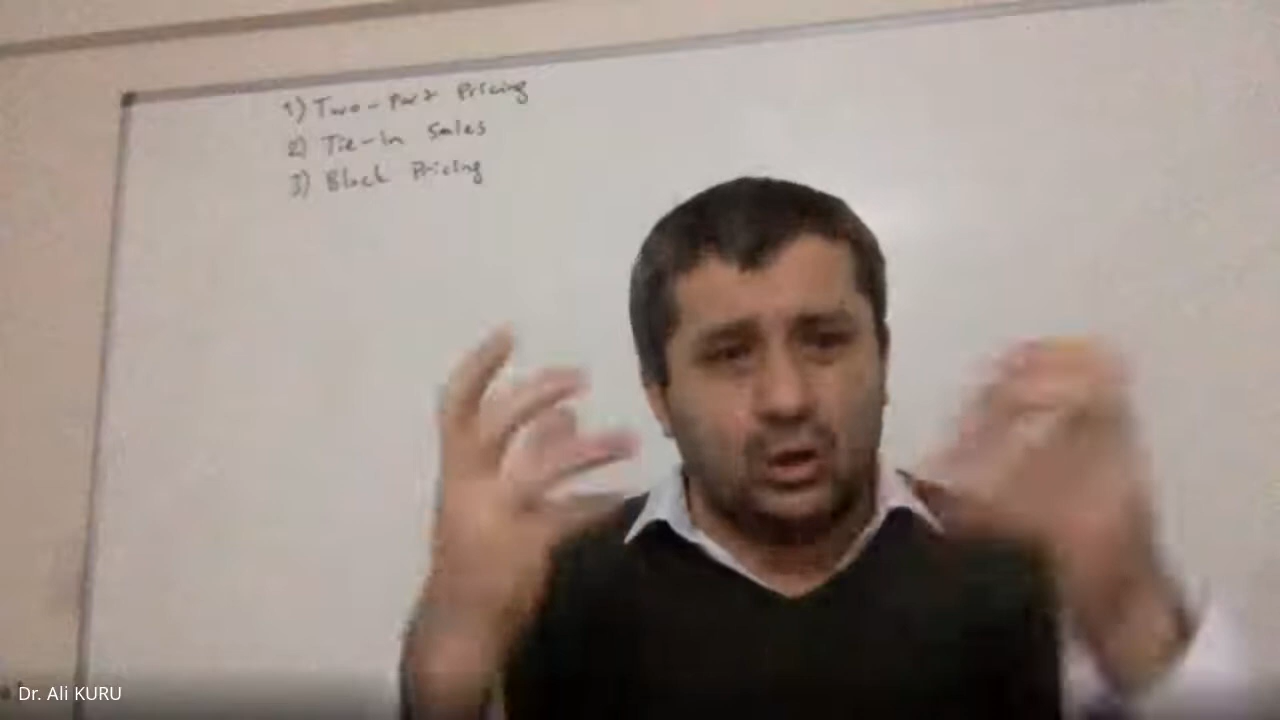 1) Two-Part Pricing
2) Tie-in Sales
3) Block Pricing
Dr. Ali KURU